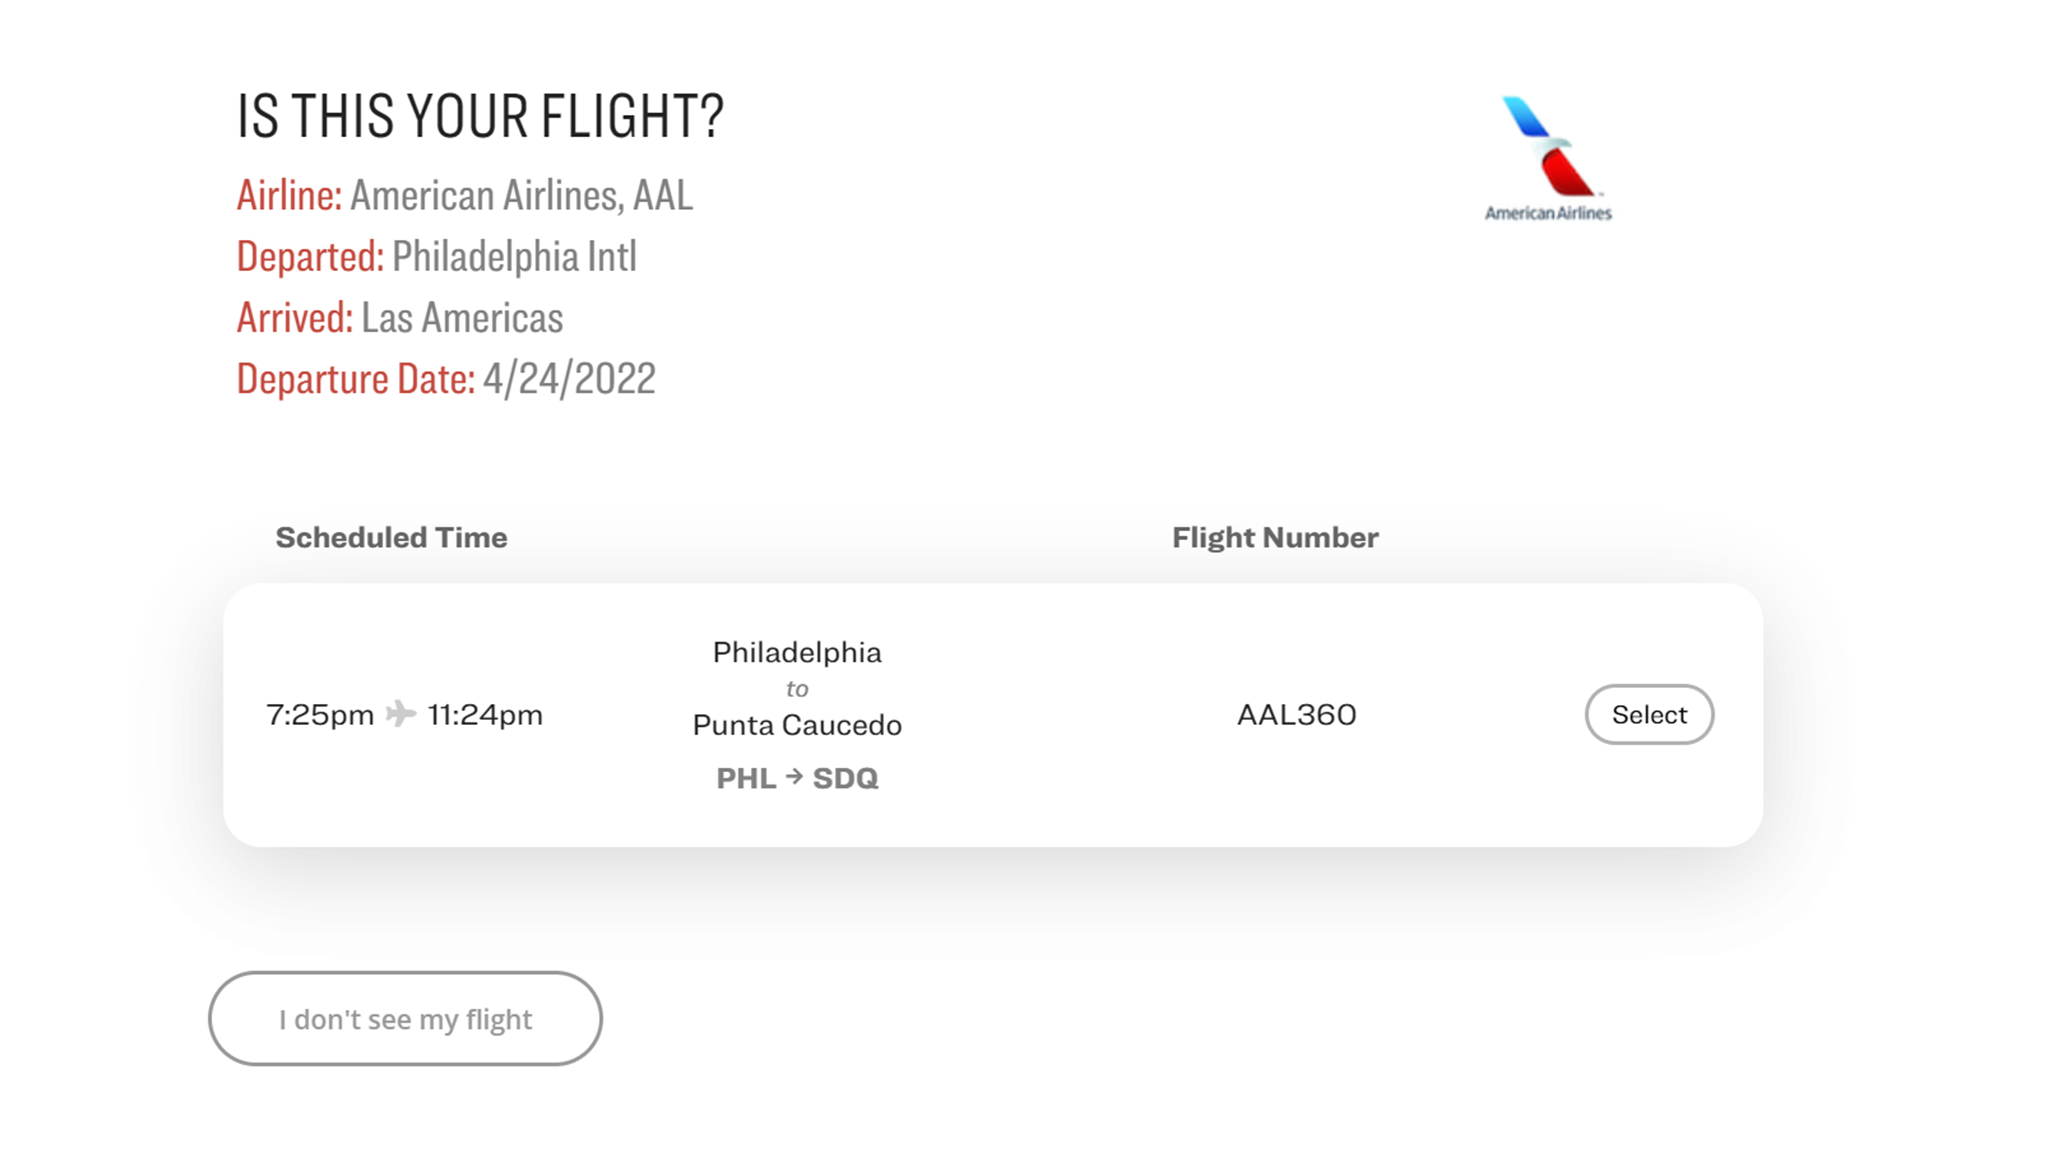 IS THIS YOUR FLIGHT?
Airline: American Airlines, AAL
Departed: Philadelphia Intl
Arrived: Las Americas
Departure Date: 4/24/2022
American Airlines
Scheduled Time
Flight Number
7:25pm 11:24pm
Philadelphia
to
Punta Caucedo
PHL → SDQ
AAL360
Select
I don't see my flight